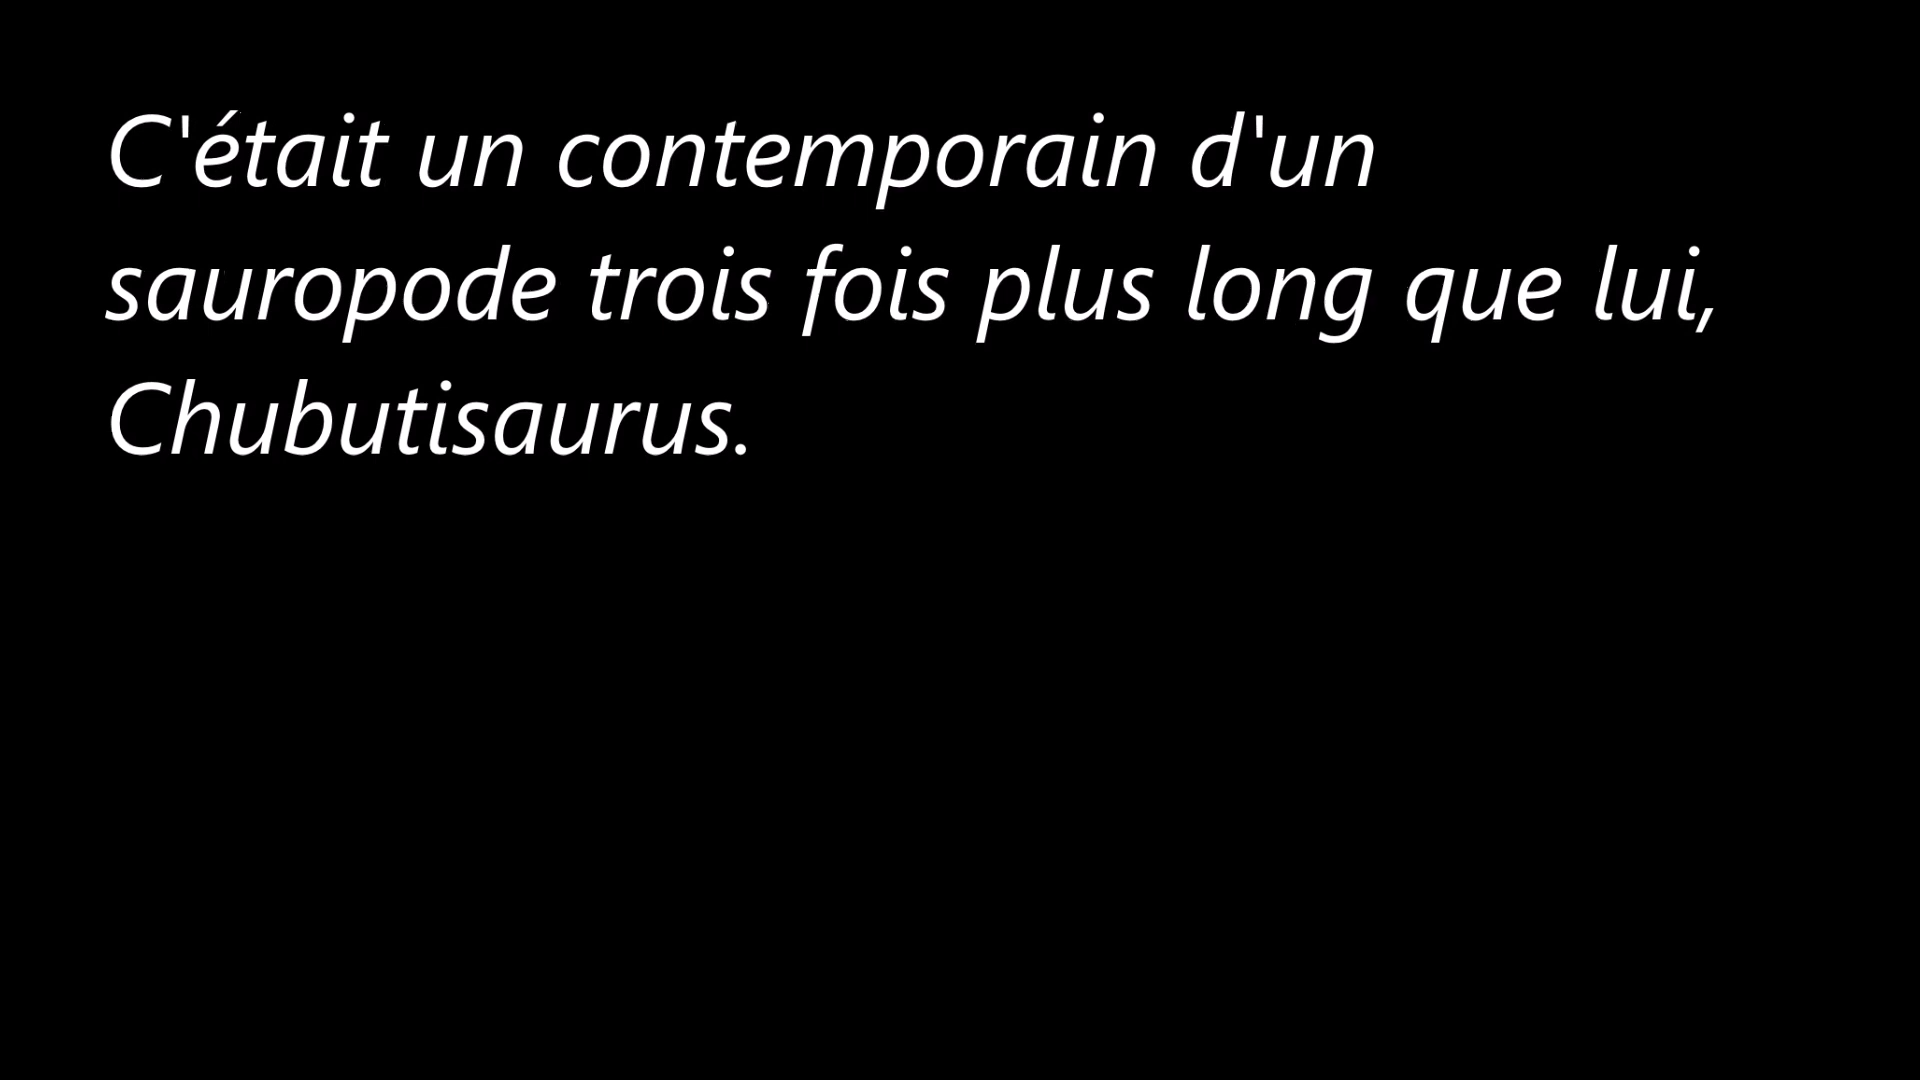 C'était un contemporain d'un
sauropode trois fois plus long que lui,
Chubutisaurus.